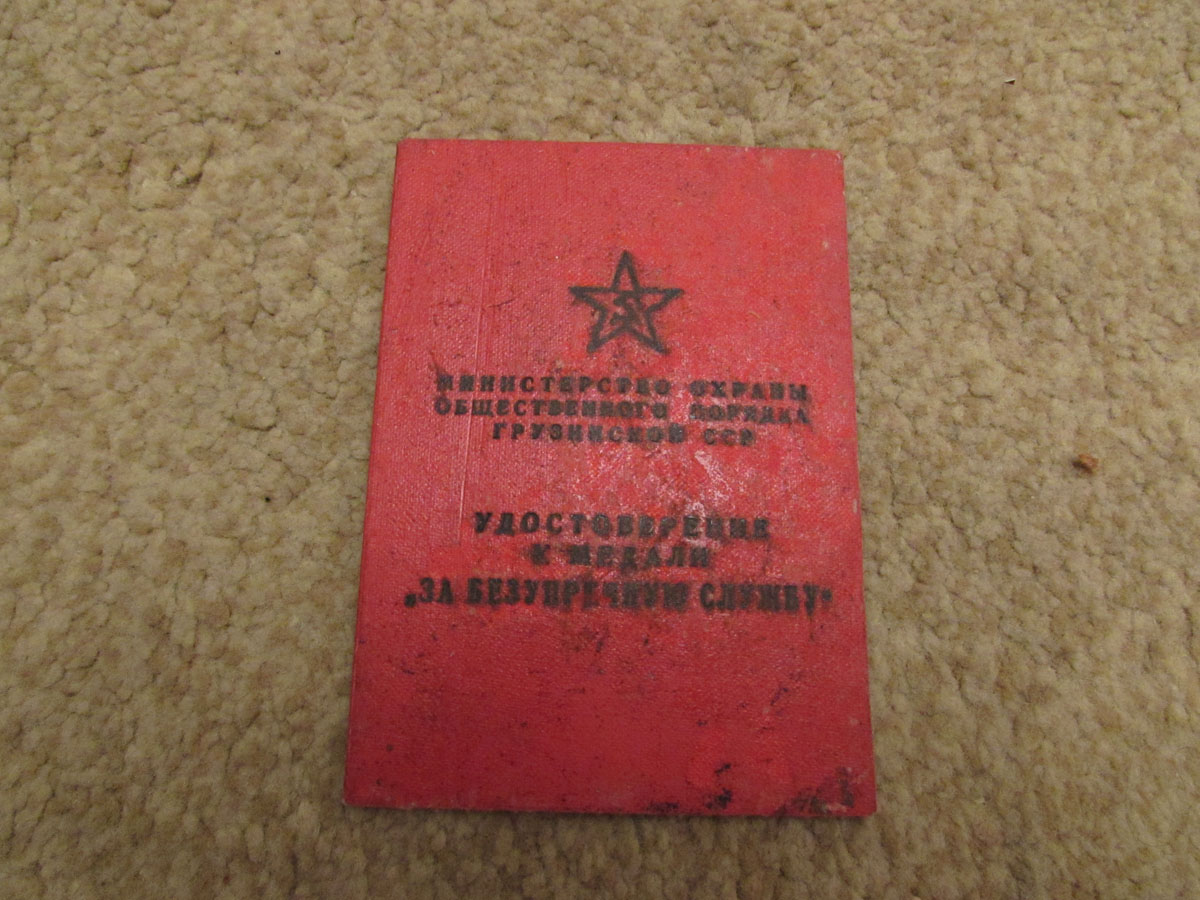 МИНИСТЕРСТВО ОХРАНЫ
ОБЩЕСТВЕННОГО ПОРЯДКА
ГРУЗИНСКОЙ ССР
УДОСТОВЕРЕНИЕ
К МЕДАЛИ
„ЗА БЕЗУПРЕЧНУЮ СЛУЖБУ“